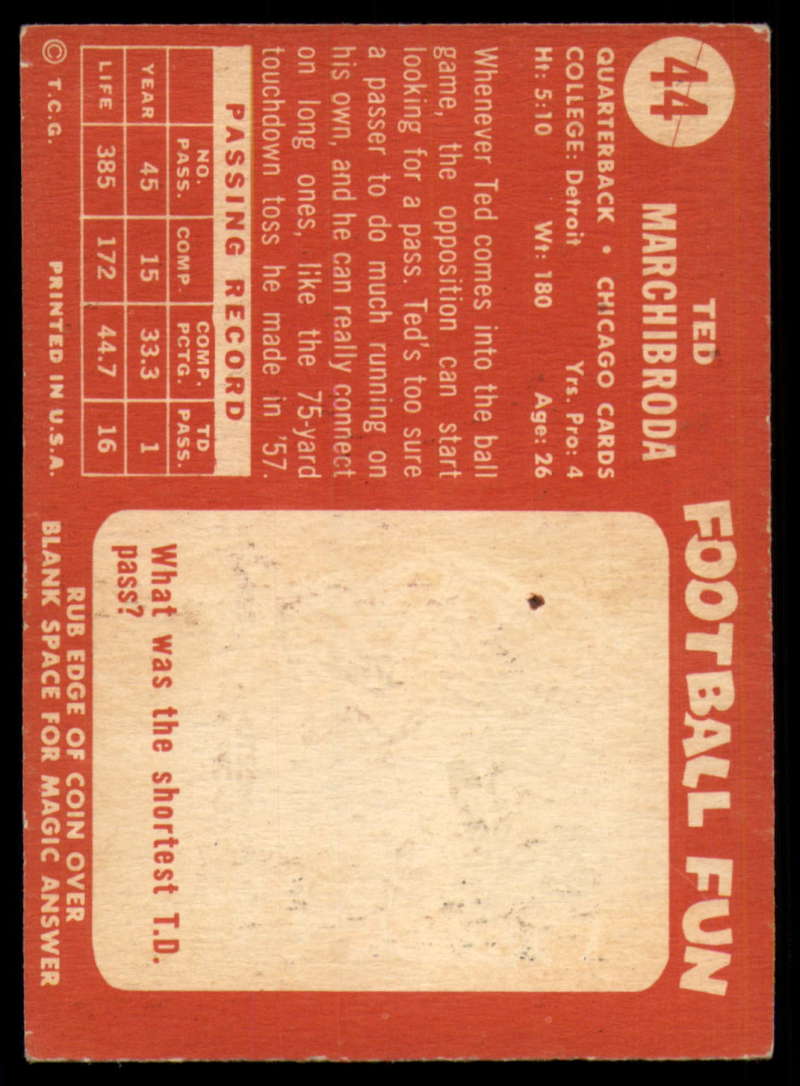 44
TED
MARCHIBRODA
QUARTERBACK • CHICAGO CARDS
COLLEGE: Detroit Yrs. Pro: 4
Ht: 5:10 Wt: 180 Age: 26
Whenever Ted comes into the ball
game, the opposition can start
looking for a pass. Ted's too sure
a passer to do much running on
his own, and he can really connect
on long ones, like the 75-yard
touchdown toss he made in '57.
PASSING RECORD
NO. PASS. COMP. COMP. PCTG. TD PASS.
YEAR 45 15 33.3 1
LIFE 385 172 44.7 16
© T.C.G. PRINTED IN U.S.A.
FOOTBALL FUN
What was the shortest T.D.
pass?
RUB EDGE OF COIN OVER
BLANK SPACE FOR MAGIC ANSWER